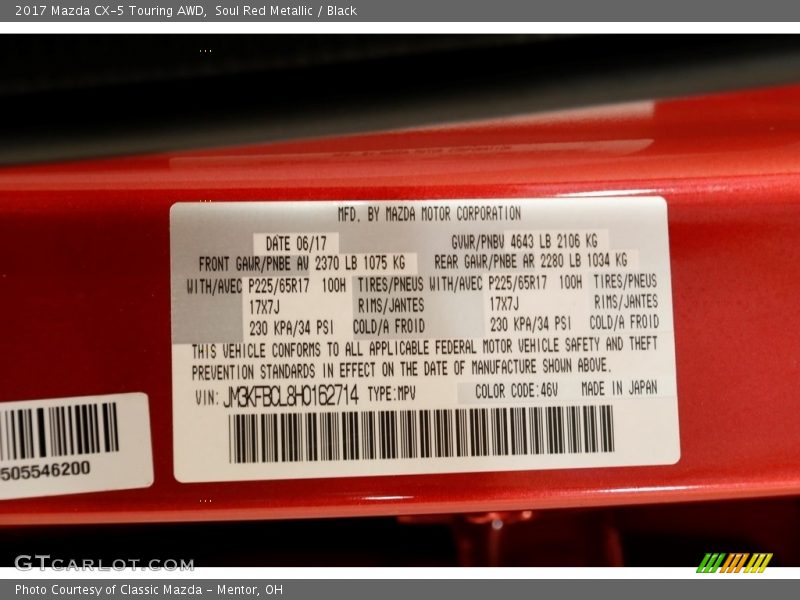 2017 Mazda CX-5 Touring AWD, Soul Red Metallic / Black
MFD. BY MAZDA MOTOR CORPORATION
DATE 06/17 GVWR/PNBV 4643 LB 2106 KG
FRONT GAWR/PNBE AV 2370 LB 1075 KG REAR GAWR/PNBE AR 2280 LB 1034 KG
WITH/AVEC P225/65R17 100H TIRES/PNEUS WITH/AVEC P225/65R17 100H TIRES/PNEUS
17X7J RIMS/JANTES 17X7J RIMS/JANTES
230 KPA/34 PSI COLD/A FROID 230 KPA/34 PSI COLD/A FROID
THIS VEHICLE CONFORMS TO ALL APPLICABLE FEDERAL MOTOR VEHICLE SAFETY AND THEFT
PREVENTION STANDARDS IN EFFECT ON THE DATE OF MANUFACTURE SHOWN ABOVE.
VIN: JM3KFBCL8H0162714 TYPE:MPV COLOR CODE:46V MADE IN JAPAN
505546200
GTCARLOT.COM
Photo Courtesy of Classic Mazda - Mentor, OH